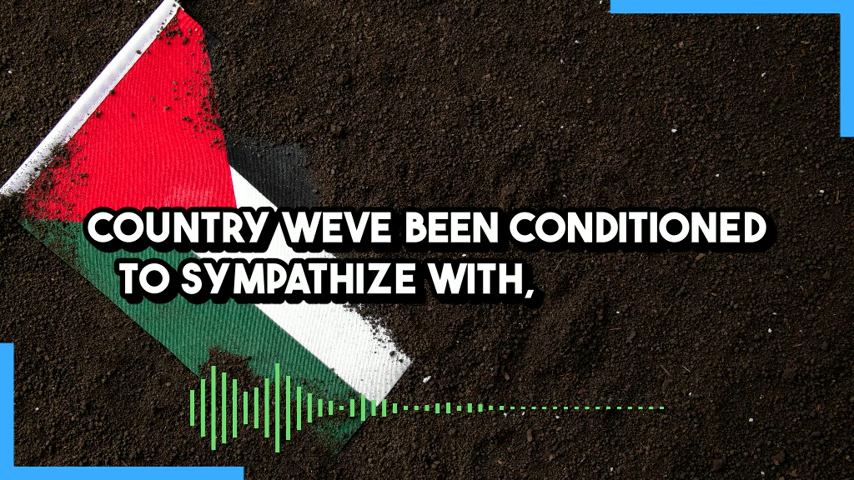 COUNTRY WEVE BEEN CONDITIONED
TO SYMPATHIZE WITH,